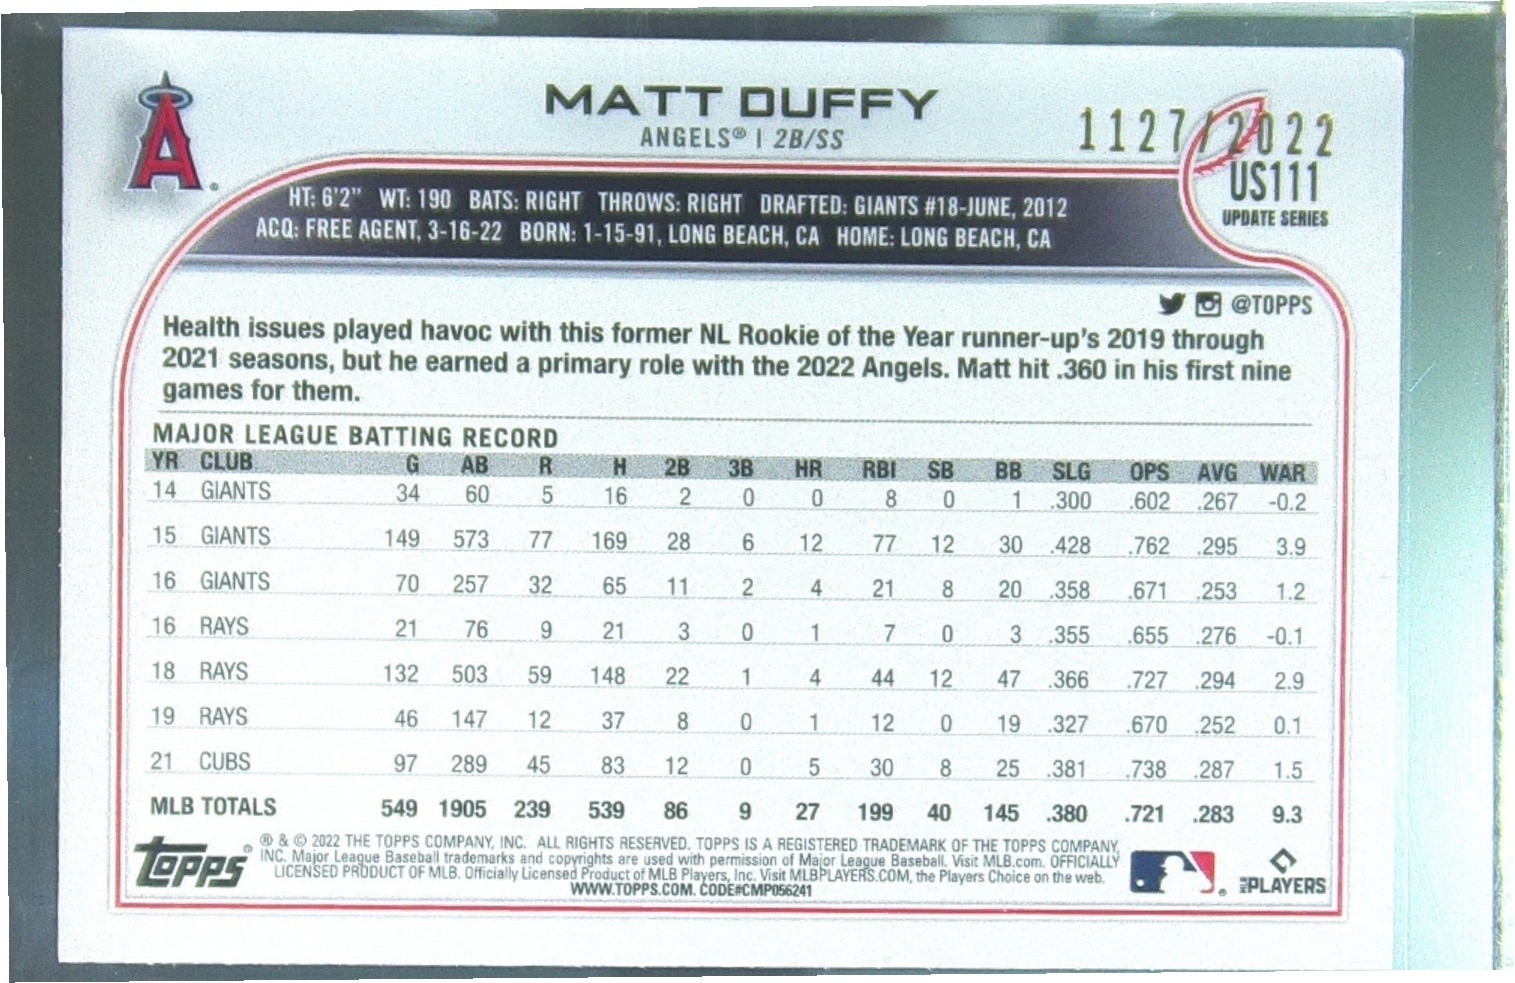 A
MATT DUFFY
ANGELS® | 2B/SS
1127/2022
US111
UPDATE SERIES
HT: 6'2" WT: 190 BATS: RIGHT THROWS: RIGHT DRAFTED: GIANTS #18-JUNE, 2012
ACQ: FREE AGENT, 3-16-22 BORN: 1-15-91, LONG BEACH, CA HOME: LONG BEACH, CA
@TOPPS
Health issues played havoc with this former NL Rookie of the Year runner-up's 2019 through
2021 seasons, but he earned a primary role with the 2022 Angels. Matt hit .360 in his first nine
games for them.
MAJOR LEAGUE BATTING RECORD
YR CLUB G AB R H 2B 3B HR RBI SB BB SLG OPS AVG WAR
14 GIANTS 34 60 5 16 2 0 0 8 0 1 .300 .602 .267 -0.2
15 GIANTS 149 573 77 169 28 6 12 77 12 30 .428 .762 .295 3.9
16 GIANTS 70 257 32 65 11 2 4 21 8 20 .358 .671 .253 1.2
16 RAYS 21 76 9 21 3 0 1 7 0 3 .355 .655 .276 -0.1
18 RAYS 132 503 59 148 22 1 4 44 12 47 .366 .727 .294 2.9
19 RAYS 46 147 12 37 8 0 1 12 0 19 .327 .670 .252 0.1
21 CUBS 97 289 45 83 12 0 5 30 8 25 .381 .738 .287 1.5
MLB TOTALS 549 1905 239 539 86 9 27 199 40 145 .380 .721 .283 9.3
topps®
® & © 2022 THE TOPPS COMPANY, INC. ALL RIGHTS RESERVED. TOPPS IS A REGISTERED TRADEMARK OF THE TOPPS COMPANY,
INC. Major League Baseball trademarks and copyrights are used with permission of Major League Baseball. Visit MLB.com. OFFICIALLY
LICENSED PRODUCT OF MLB. Officially Licensed Product of MLB Players, Inc. Visit MLBPLAYERS.COM, the Players Choice on the web.
WWW.TOPPS.COM. CODE#CMP056241
MLB PLAYERS